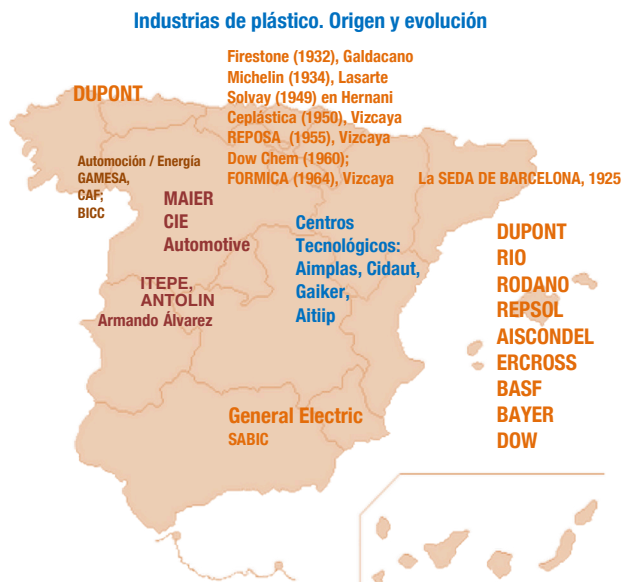 Industrias de plástico. Origen y evolución
Firestone (1932), Galdacano
Michelin (1934), Lasarte
Solvay (1949) en Hernani
Ceplástica (1950), Vizcaya
REPOSA (1955), Vizcaya
Dow Chem (1960);
FORMICA (1964), Vizcaya
DUPONT
La SEDA DE BARCELONA, 1925
Automoción / Energía
GAMESA,
CAF;
BICC
MAIER
CIE
Automotive
Centros
Tecnológicos:
Aimplas, Cidaut,
Gaiker,
Aitiip
ITEPE,
ANTOLIN
Armando Álvarez
DUPONT
RIO
RODANO
REPSOL
AISCONDEL
ERCROSS
BASF
BAYER
DOW
General Electric
SABIC